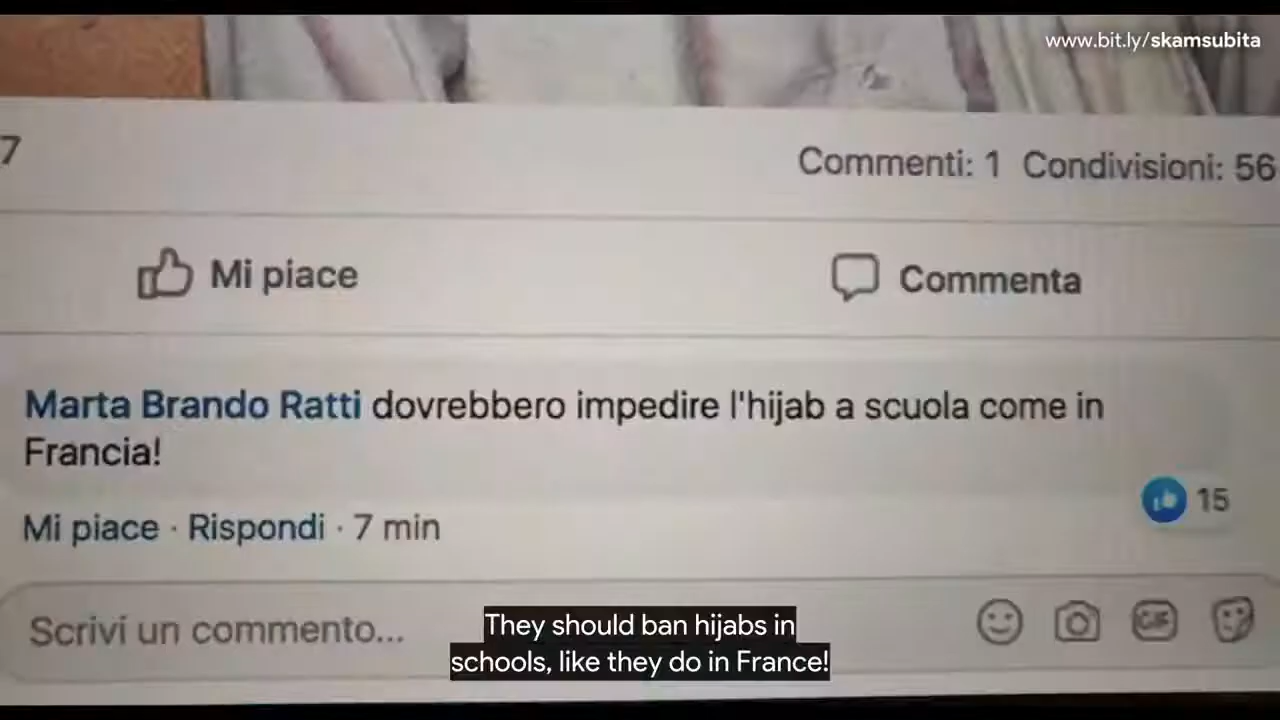 www.bit.ly/skamsubita
7
Commenti: 1 Condivisioni: 56
Mi piace
Commenta
Marta Brando Ratti dovrebbero impedire l'hijab a scuola come in
Francia!
15
Mi piace · Rispondi · 7 min
Scrivi un commento...
GIF
They should ban hijabs in
schools, like they do in France!